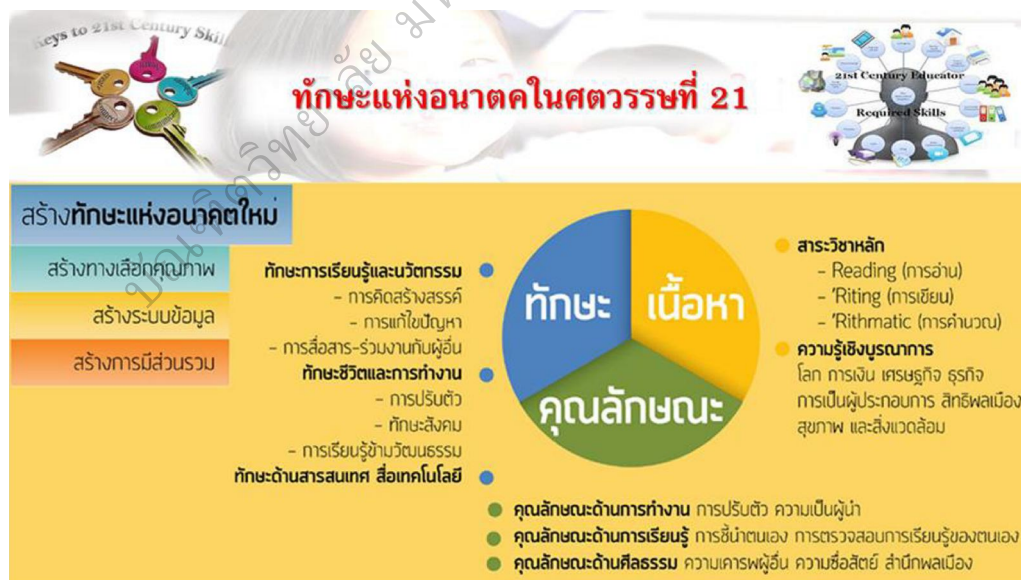 Keys to 21st Century Skills
ทักษะแห่งอนาตคในศตวรรษที่ 21
21st Century Educator
Required Skills
บัณฑิตวิทยาลัย
สร้างทักษะแห่งอนาคตใหม่
สร้างทางเลือกคุณภาพ
สร้างระบบข้อมูล
สร้างการมีส่วนรวม
ทักษะการเรียนรู้และนวัตกรรม
– การคิดสร้างสรรค์
– การแก้ไขปัญหา
– การสื่อสาร-ร่วมงานกับผู้อื่น
ทักษะชีวิตและการทำงาน
– การปรับตัว
– ทักษะสังคม
– การเรียนรู้ข้ามวัฒนธรรม
ทักษะด้านสารสนเทศ สื่อเทคโนโลยี
ทักษะ
เนื้อหา
คุณลักษณะ
สาระวิชาหลัก
– Reading (การอ่าน)
– 'Riting (การเขียน)
– 'Rithmatic (การคำนวณ)
ความรู้เชิงบูรณาการ
โลก การเงิน เศรษฐกิจ ธุรกิจ
การเป็นผู้ประกอบการ สิทธิพลเมือง
สุขภาพ และสิ่งแวดล้อม
คุณลักษณะด้านการทำงาน การปรับตัว ความเป็นผู้นำ
คุณลักษณะด้านการเรียนรู้ การชี้นำตนเอง การตรวจสอบการเรียนรู้ของตนเอง
คุณลักษณะด้านศีลธรรม ความเคารพผู้อื่น ความซื่อสัตย์ สำนึกพลเมือง